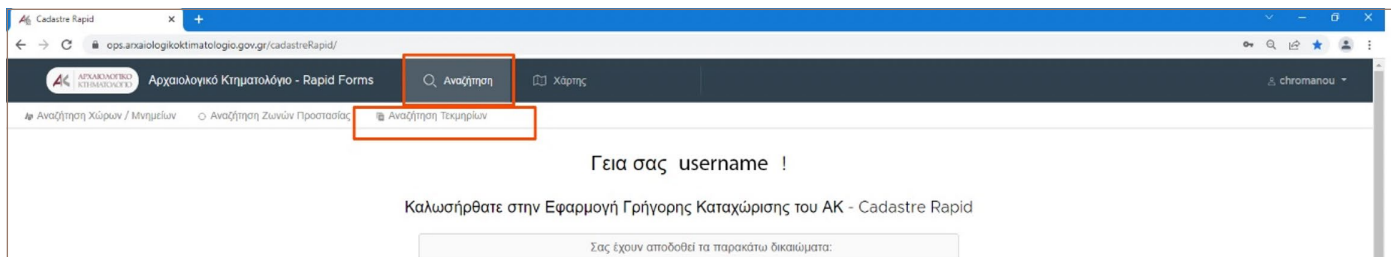 Cadastre Rapid
ops.arxaiologikoktimatologio.gov.gr/cadastreRapid/
ΑΚ ΑΡΧΑΙΟΛΟΓΙΚΟ ΚΤΗΜΑΤΟΛΟΓΙΟ Αρχαιολογικό Κτηματολόγιο - Rapid Forms Αναζήτηση Χάρτης chromanou
Αναζήτηση Χώρων / Μνημείων Αναζήτηση Ζωνών Προστασίας Αναζήτηση Τεκμηρίων
Γεια σας username !
Καλωσήρθατε στην Εφαρμογή Γρήγορης Καταχώρισης του ΑΚ - Cadastre Rapid
Σας έχουν αποδοθεί τα παρακάτω δικαιώματα: